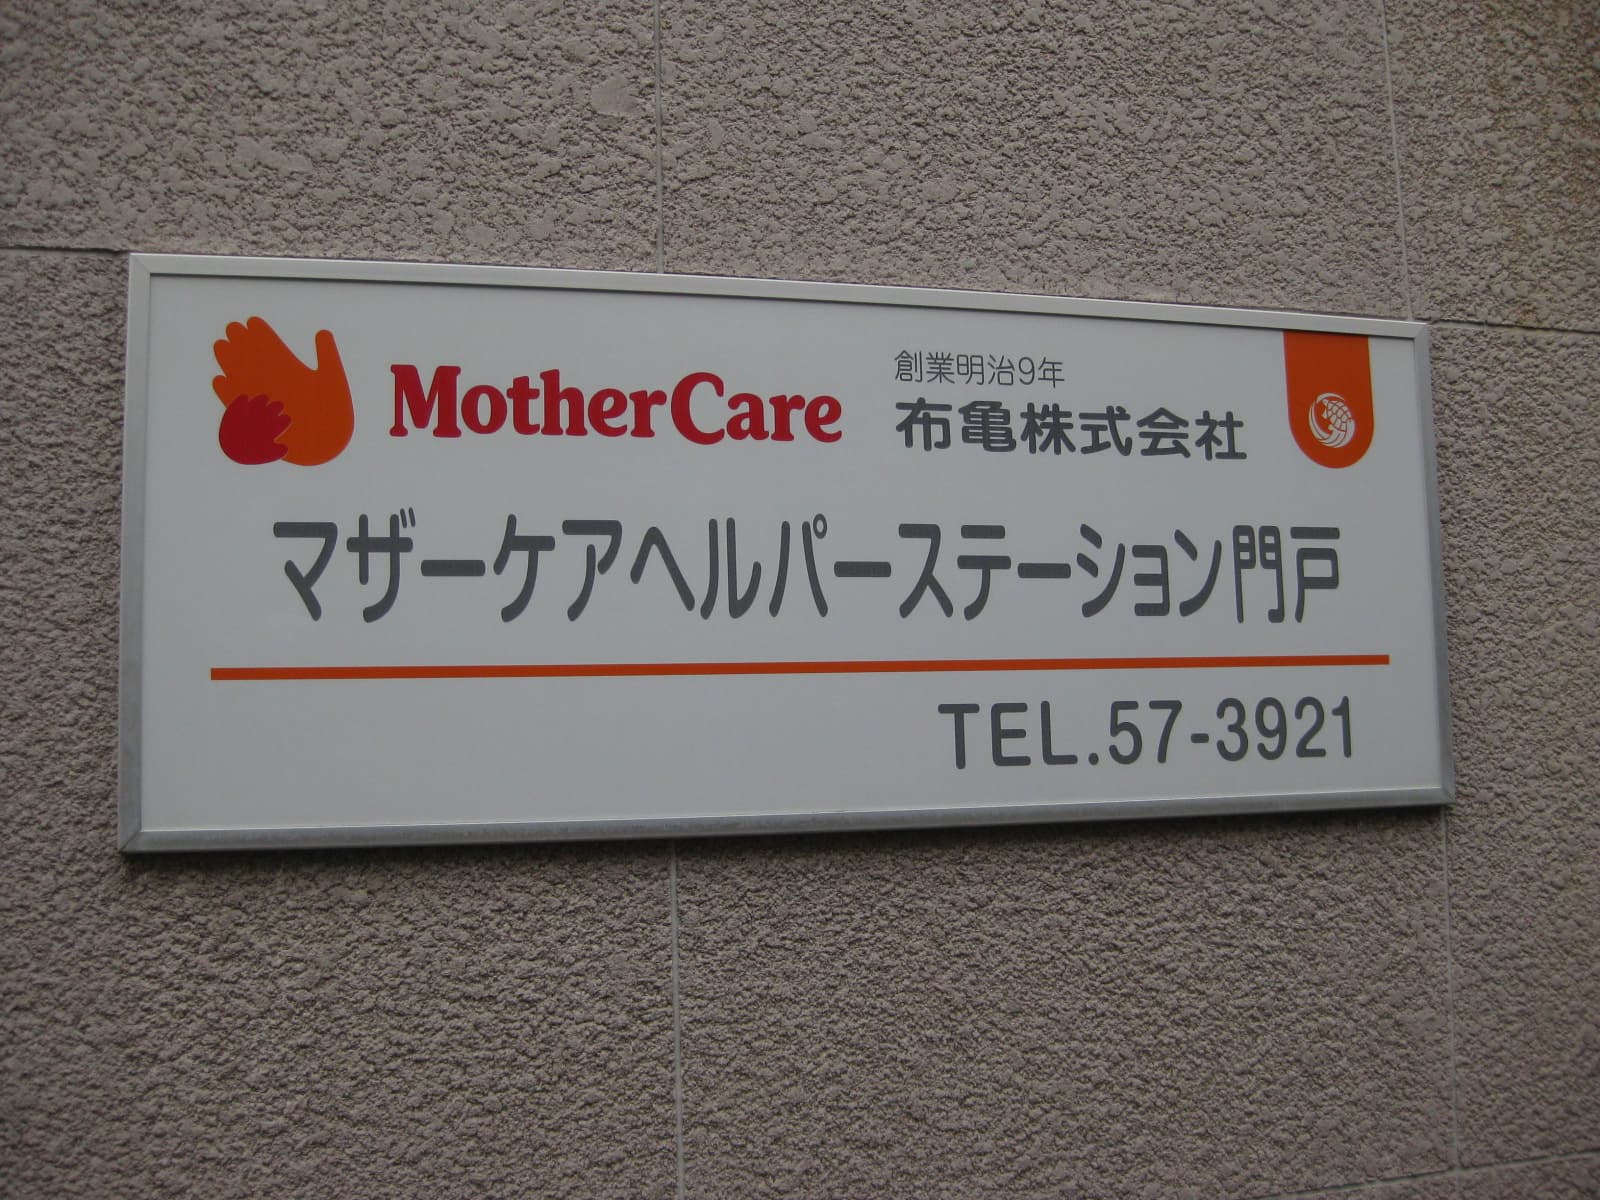 MotherCare
創業明治9年
布亀株式会社
マザーケアヘルパーステーション門戸
TEL.57-3921